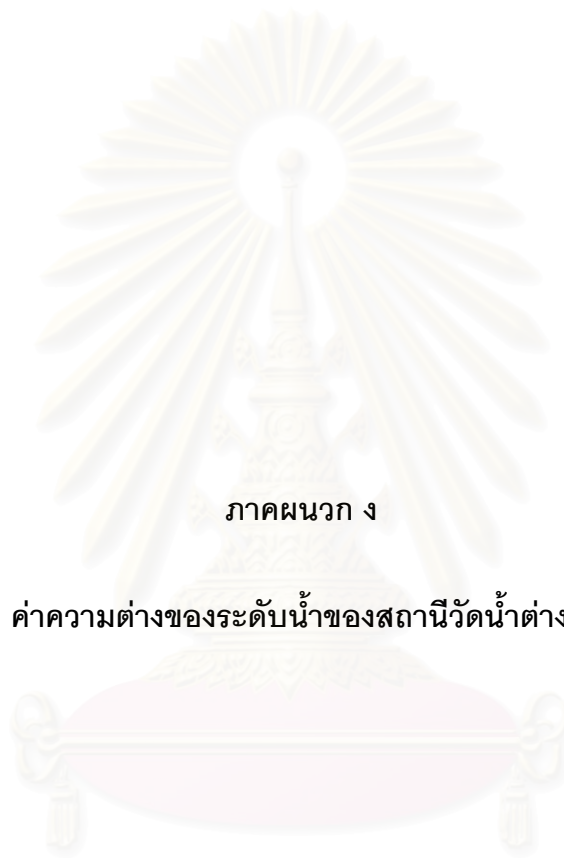 ภาคผนวก ง
ค่าความต่างของระดับน้ำของสถานีวัดน้ำต่าง